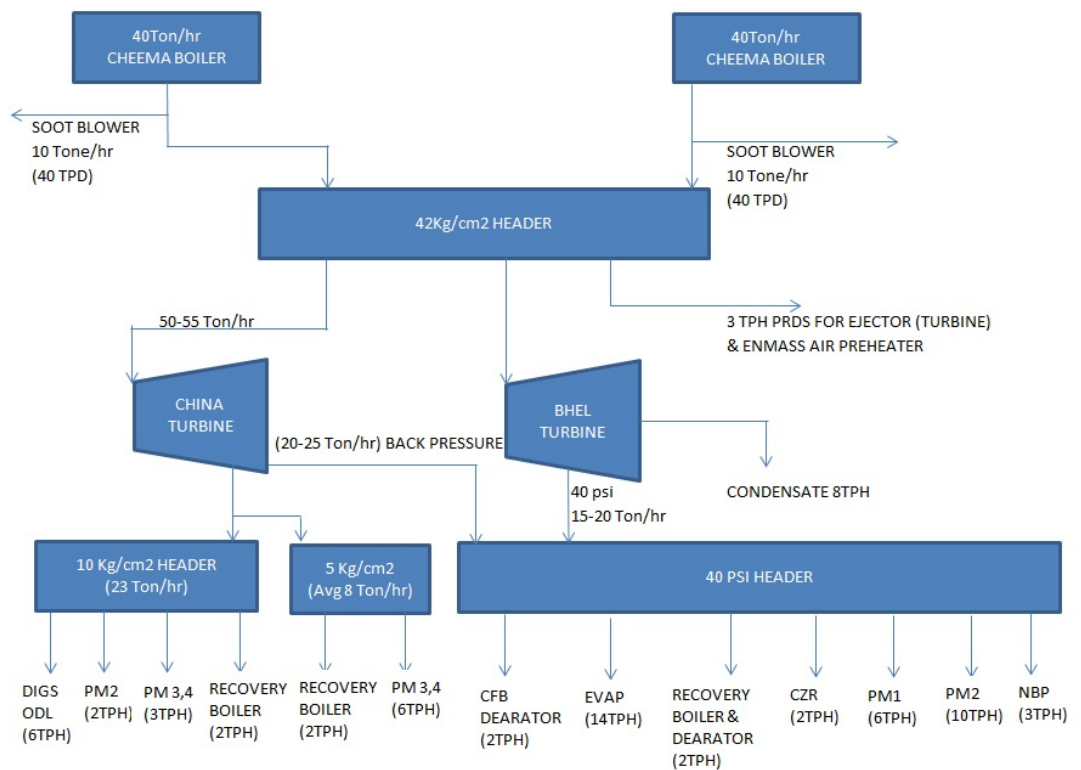 40Ton/hr
CHEEMA BOILER
40Ton/hr
CHEEMA BOILER
SOOT BLOWER
10 Tone/hr
(40 TPD)
SOOT BLOWER
10 Tone/hr
(40 TPD)
42Kg/cm2 HEADER
50-55 Ton/hr
3 TPH PRDS FOR EJECTOR (TURBINE)
& ENMASS AIR PREHEATER
CHINA
TURBINE
BHEL
TURBINE
(20-25 Ton/hr) BACK PRESSURE
CONDENSATE 8TPH
40 psi
15-20 Ton/hr
10 Kg/cm2 HEADER
(23 Ton/hr)
5 Kg/cm2
(Avg 8 Ton/hr)
40 PSI HEADER
DIGS
ODL
(6TPH)
PM2
(2TPH)
PM 3,4
(3TPH)
RECOVERY
BOILER
(2TPH)
RECOVERY
BOILER
(2TPH)
PM 3,4
(6TPH)
CFB
DEARATOR
(2TPH)
EVAP
(14TPH)
RECOVERY
BOILER &
DEARATOR
(2TPH)
CZR
(2TPH)
PM1
(6TPH)
PM2
(10TPH)
NBP
(3TPH)